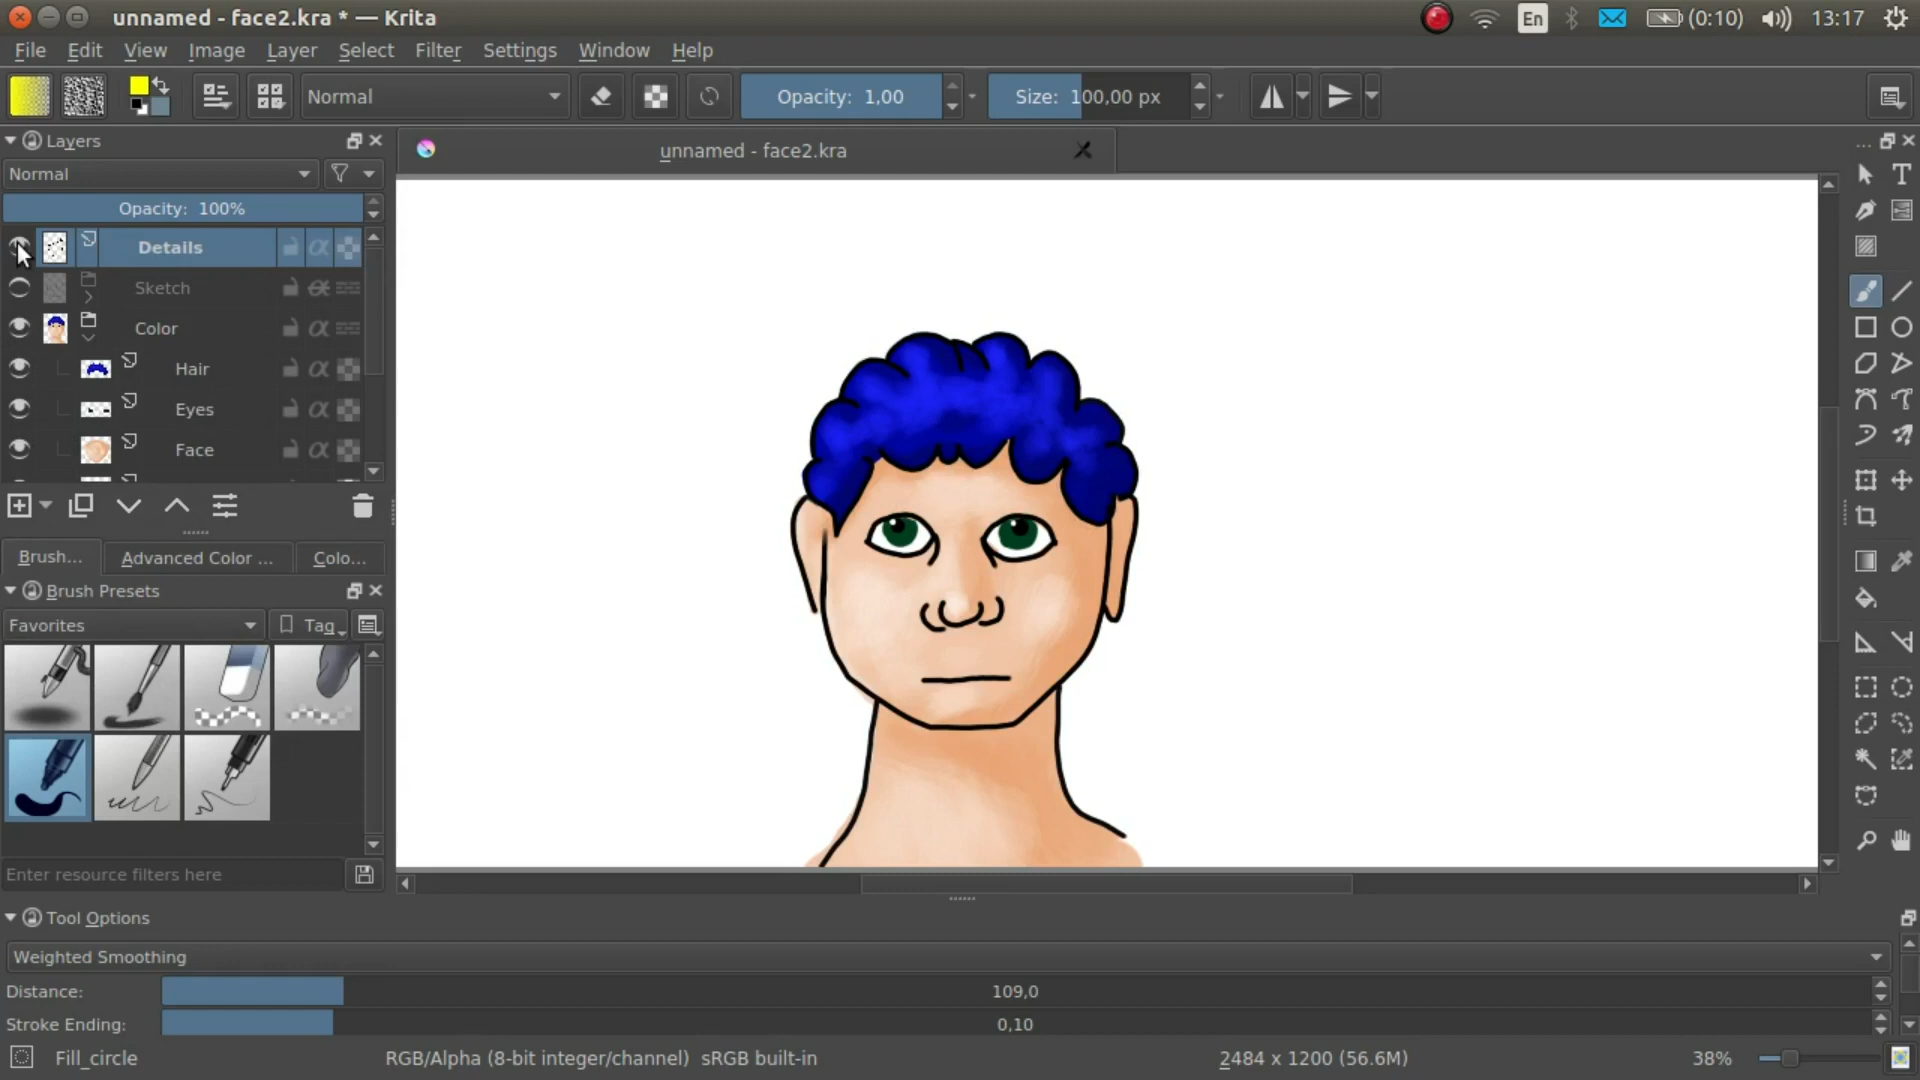 unnamed - face2.kra * — Krita
En
(0:10)
13:17
File Edit View Image Layer Select Filter Settings Window Help
Normal
Opacity: 1,00
Size: 100,00 px
Layers
unnamed - face2.kra
Normal
Opacity: 100%
Details
Sketch
Color
Hair
Eyes
Face
Brush... Advanced Color ... Colo...
Brush Presets
Favorites
Tag
Enter resource filters here
Tool Options
Weighted Smoothing
Distance: 109,0
Stroke Ending: 0,10
Fill_circle
RGB/Alpha (8-bit integer/channel) sRGB built-in
2484 x 1200 (56.6M)
38%